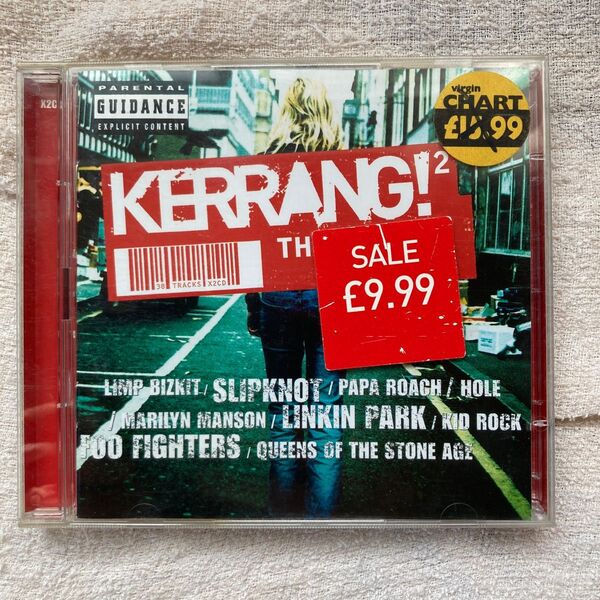 PARENTAL
GUIDANCE
EXPLICIT CONTENT
X2C
virgin
CHART
£ .99
KERRANG!2
TH
38 TRACKS X2CD
SALE
£9.99
LIMP BIZKIT / SLIPKNOT / PAPA ROACH / HOLE
/ MARILYN MANSON / LINKIN PARK / KID ROCK
FOO FIGHTERS / QUEENS OF THE STONE AGE